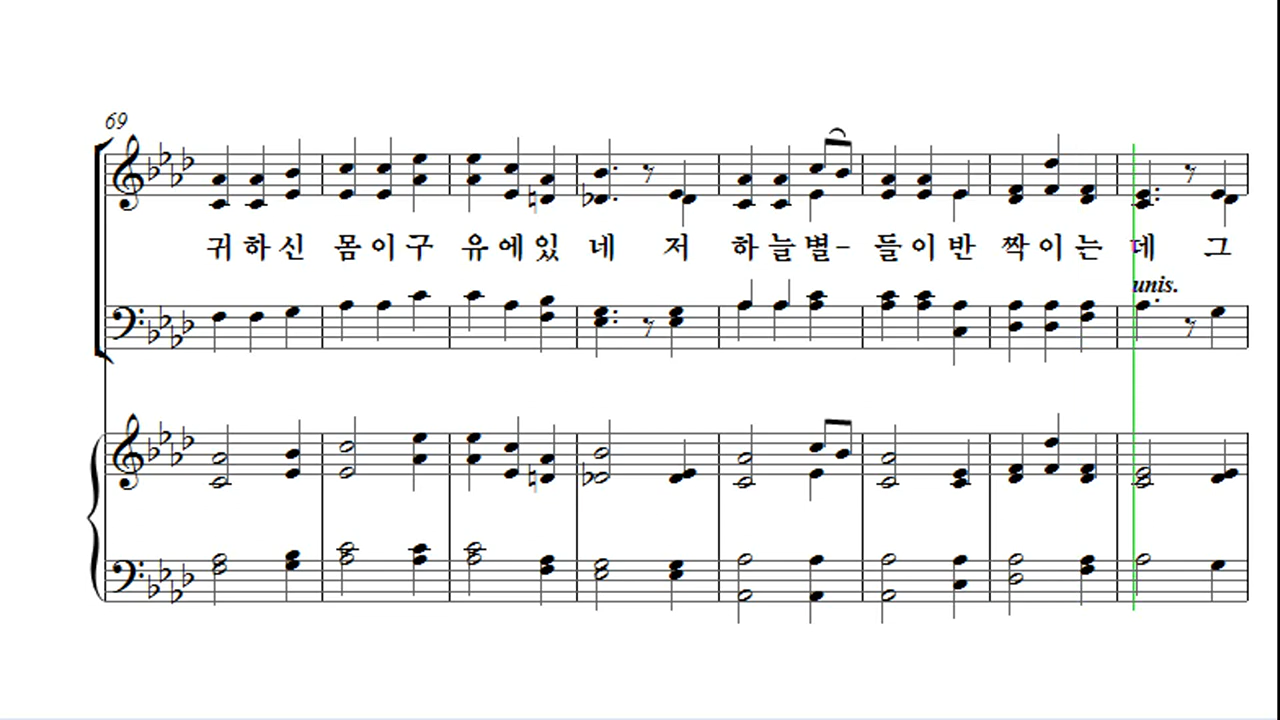 69
귀 하 신 몸 이 구 유 에 있 네 저 하 늘 별- 들 이 반 짝 이 는 데 그
unis.